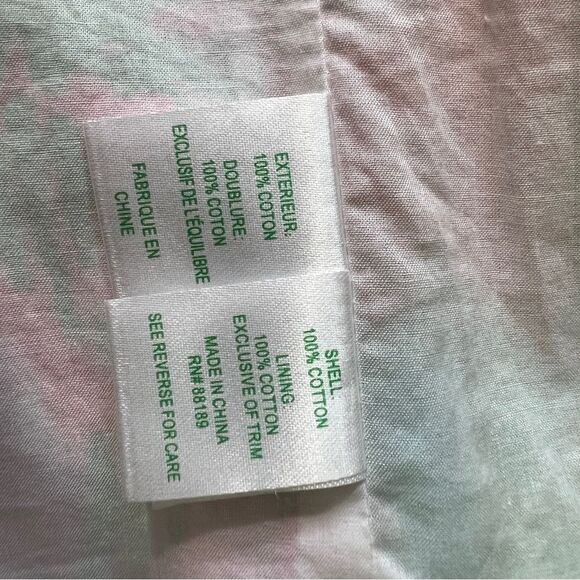 EXTERIEUR:
100% COTON
DOUBLURE:
100% COTON
EXCLUSIF DE L'ÉQUILIBRE
FABRIQUE EN
CHINE
SHELL:
100% COTTON
LINING:
100% COTTON
EXCLUSIVE OF TRIM
MADE IN CHINA
RN# 88189
SEE REVERSE FOR CARE